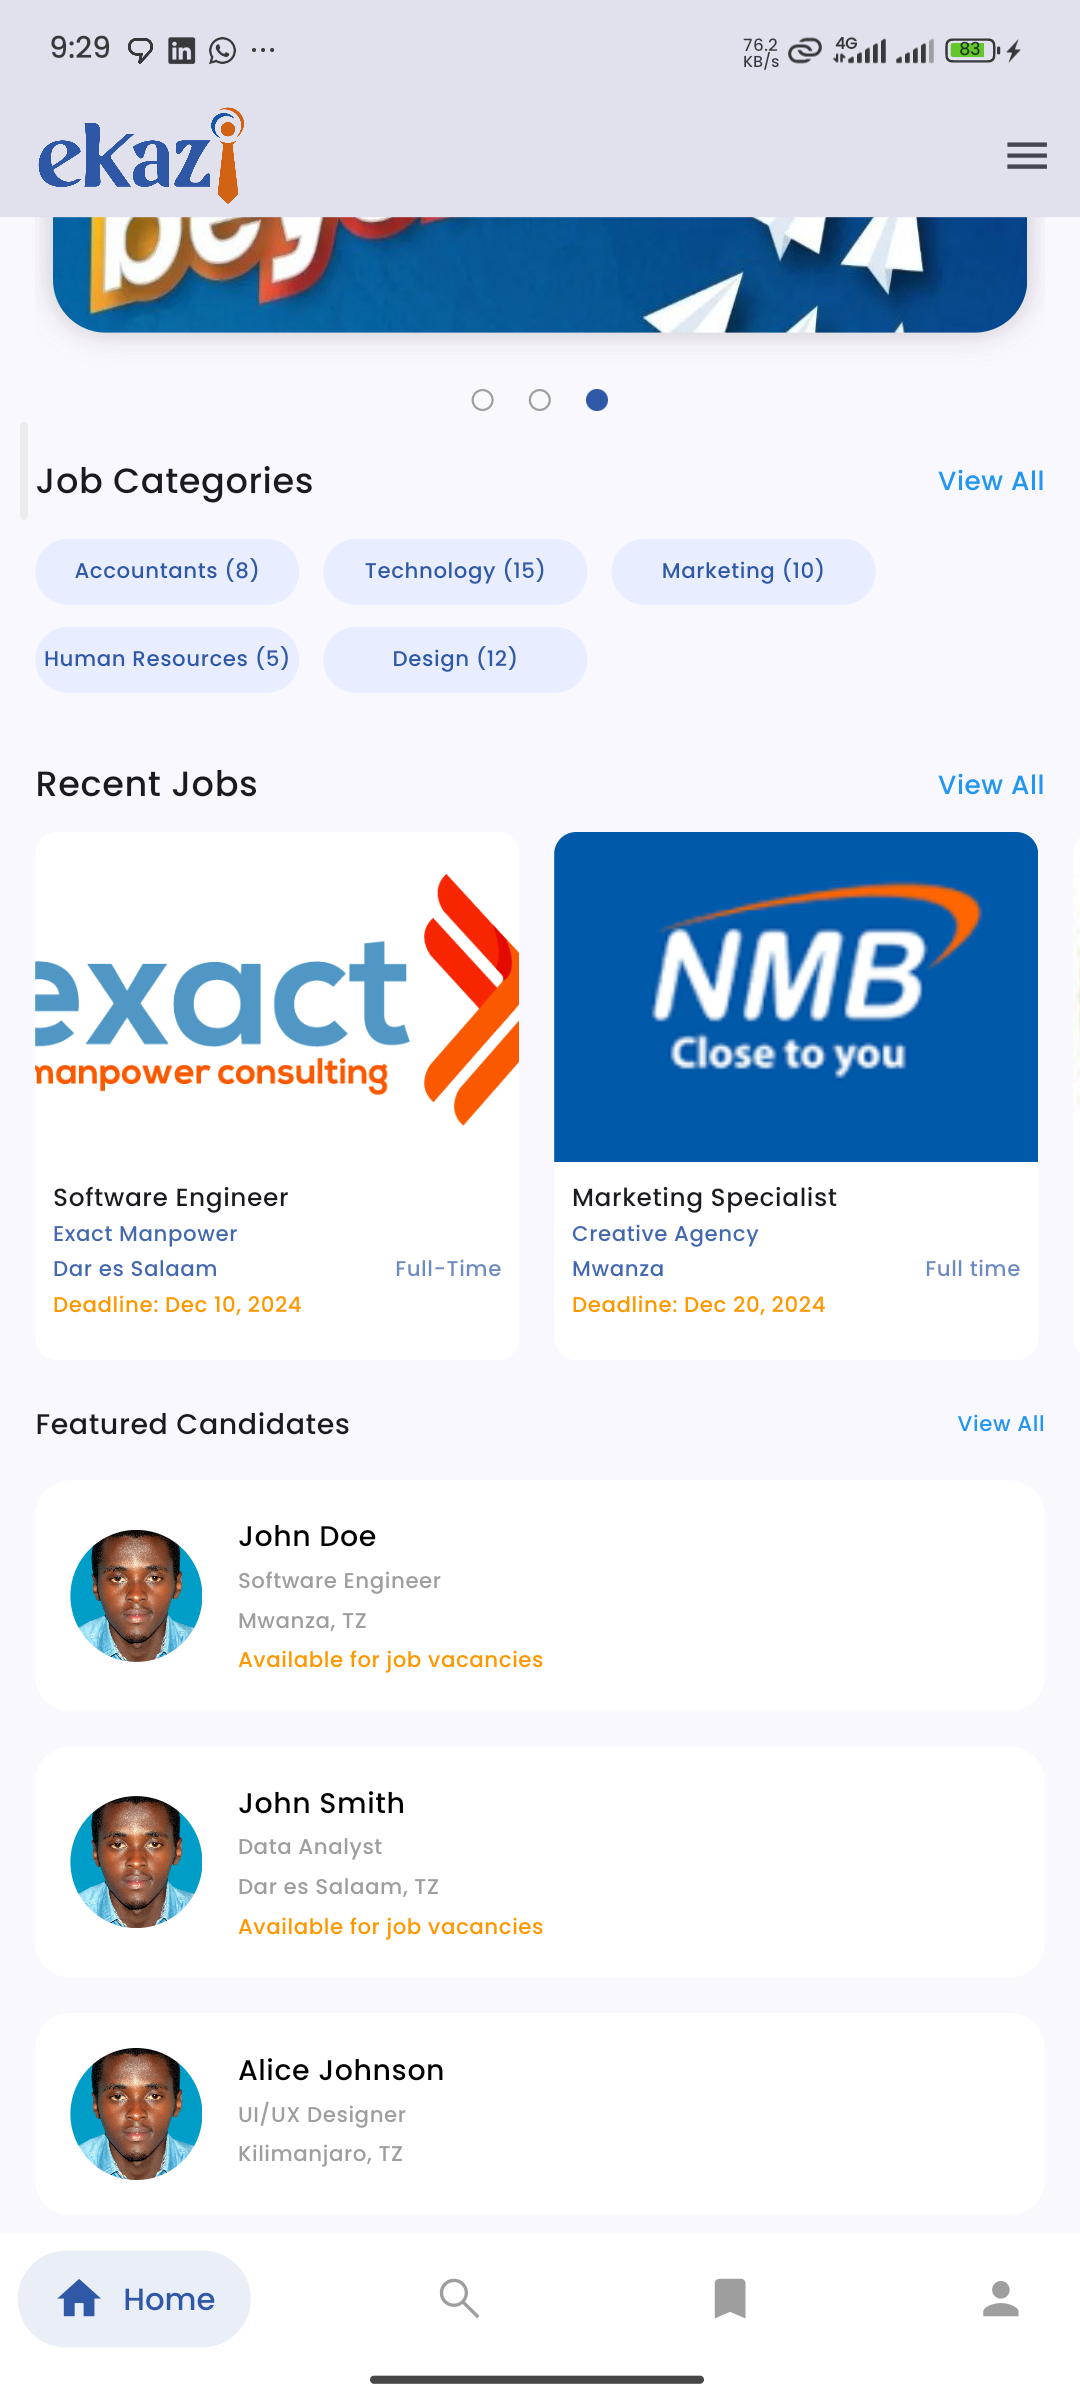 9:29
76.2
KB/s
4G
83
ekazi
Job Categories
View All
Accountants (8)
Technology (15)
Marketing (10)
Human Resources (5)
Design (12)
Recent Jobs
View All
exact
manpower consulting
NMB
Close to you
Software Engineer
Exact Manpower
Dar es Salaam
Full-Time
Deadline: Dec 10, 2024
Marketing Specialist
Creative Agency
Mwanza
Full time
Deadline: Dec 20, 2024
Featured Candidates
View All
John Doe
Software Engineer
Mwanza, TZ
Available for job vacancies
John Smith
Data Analyst
Dar es Salaam, TZ
Available for job vacancies
Alice Johnson
UI/UX Designer
Kilimanjaro, TZ
Home